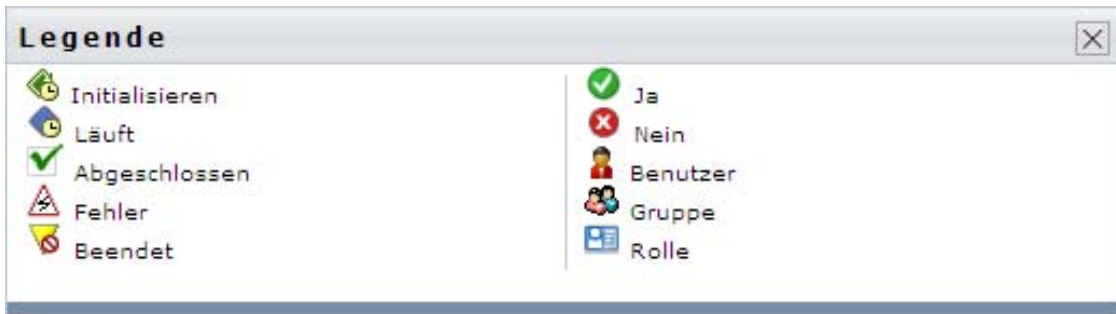 Legende
Initialisieren
Läuft
Abgeschlossen
Fehler
Beendet
Ja
Nein
Benutzer
Gruppe
Rolle